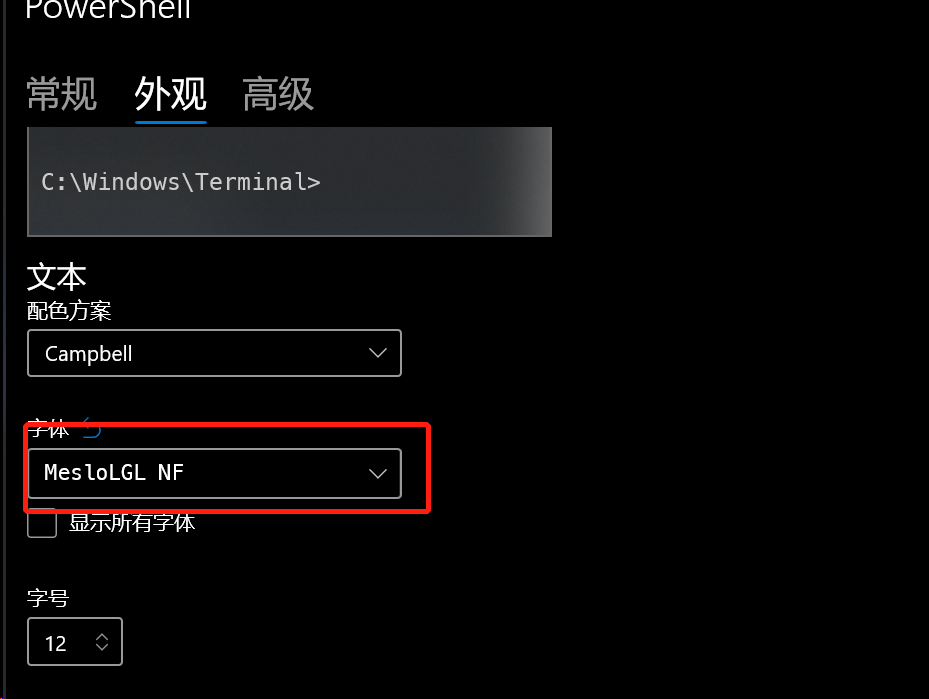 PowerShell
常规 外观 高级
C:\Windows\Terminal>
文本
配色方案
Campbell
字体
MesloLGL NF
显示所有字体
字号
12